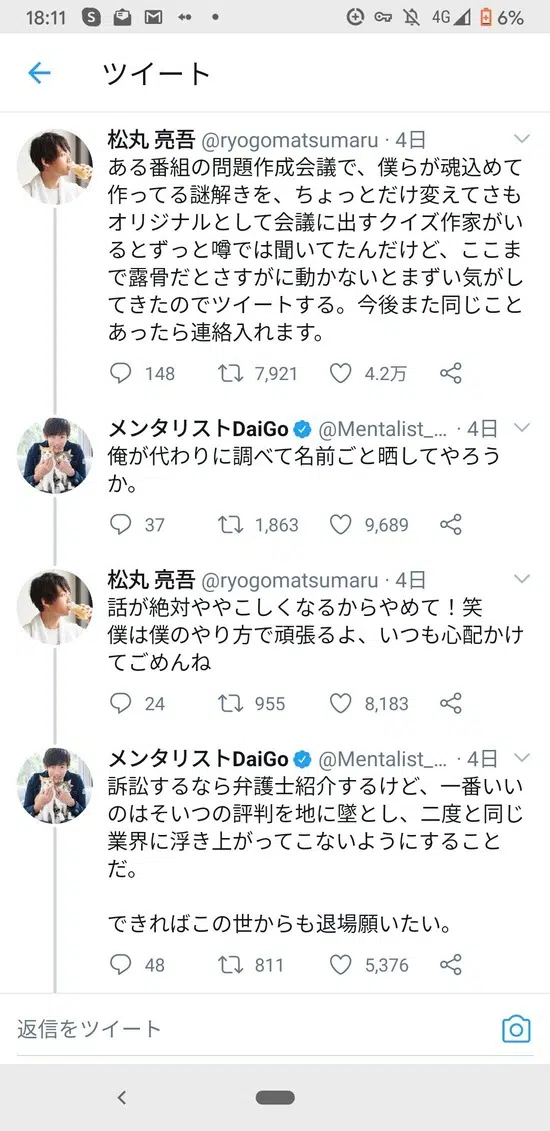 18:11
4G
6%
ツイート
松丸 亮吾 @ryogomatsumaru · 4日
ある番組の問題作成会議で、僕らが魂込めて
作ってる謎解きを、ちょっとだけ変えてさも
オリジナルとして会議に出すクイズ作家がい
るとずっと噂では聞いてたんだけど、ここま
で露骨だとさすがに動かないとまずい気がし
てきたのでツイートする。今後また同じこと
あったら連絡入れます。
148 7,921 4.2万
メンタリストDaiGo @Mentalist_... · 4日
俺が代わりに調べて名前ごと晒してやろう
か。
37 1,863 9,689
松丸 亮吾 @ryogomatsumaru · 4日
話が絶対ややこしくなるからやめて！笑
僕は僕のやり方で頑張るよ、いつも心配かけ
てごめんね
24 955 8,183
メンタリストDaiGo @Mentalist_... · 4日
訴訟するなら弁護士紹介するけど、一番いい
のはそいつの評判を地に墜とし、二度と同じ
業界に浮き上がってこないようにすること
だ。
できればこの世からも退場願いたい。
48 811 5,376
返信をツイート